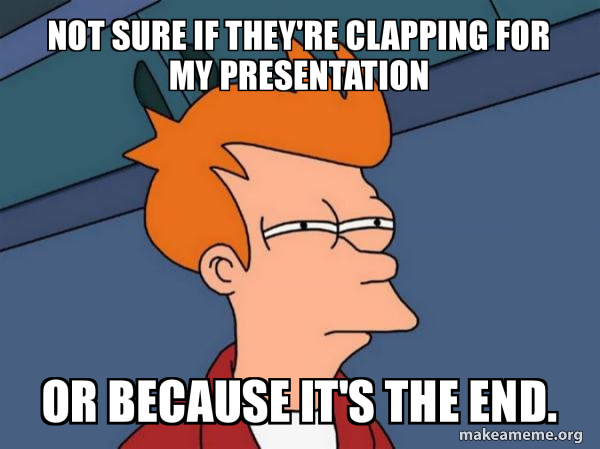 NOT SURE IF THEY'RE CLAPPING FOR
MY PRESENTATION
OR BECAUSE IT'S THE END.
makeameme.org